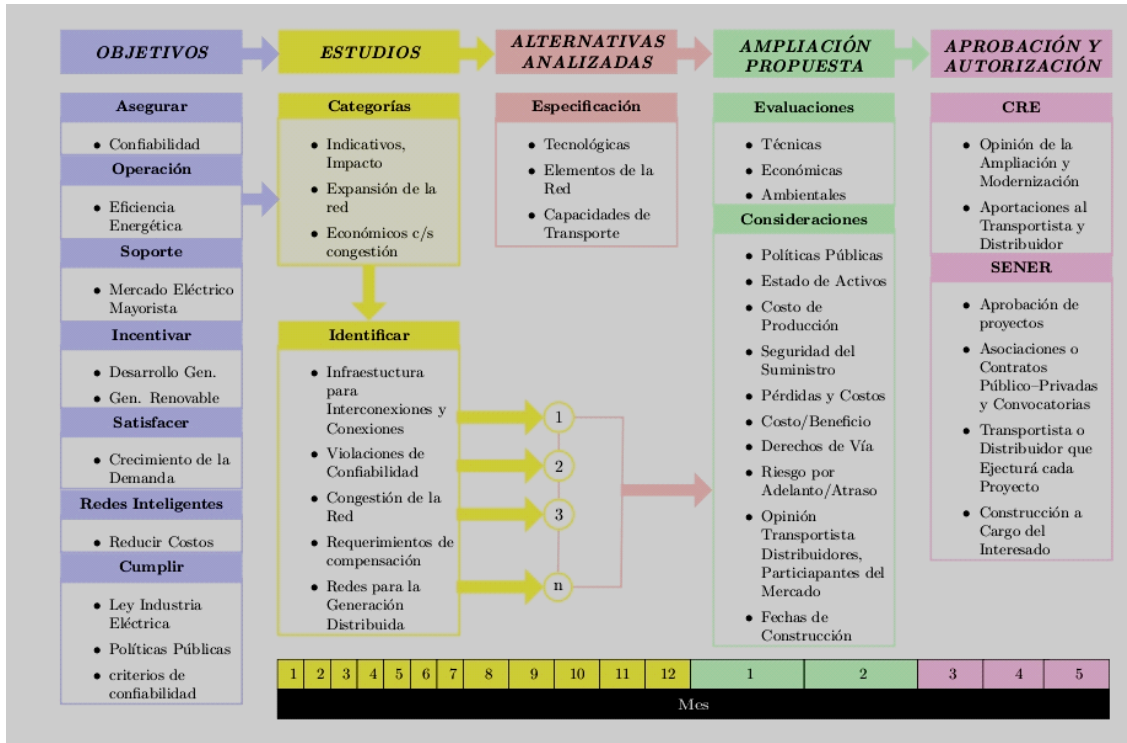 OBJETIVOS
ESTUDIOS
ALTERNATIVAS
ANALIZADAS
AMPLIACIÓN
PROPUESTA
APROBACIÓN Y
AUTORIZACIÓN
Asegurar
• Confiabilidad
Operación
• Eficiencia
Energética
Soporte
• Mercado Eléctrico
Mayorista
Incentivar
• Desarrollo Gen.
• Gen. Renovable
Satisfacer
• Crecimiento de la
Demanda
Redes Inteligentes
• Reducir Costos
Cumplir
• Ley Industria
Eléctrica
• Políticas Públicas
• criterios de
confiabilidad
Categorías
• Indicativos,
Impacto
• Expansión de la
red
• Económicos c/s
congestión
Identificar
• Infraestuctura
para
Interconexiones y
Conexiones
• Violaciones de
Confiabilidad
• Congestión de la
Red
• Requerimientos de
compensación
• Redes para la
Generación
Distribuida
Especificación
• Tecnológicas
• Elementos de la
Red
• Capacidades de
Transporte
1
2
3
n
Evaluaciones
• Técnicas
• Económicas
• Ambientales
Consideraciones
• Políticas Públicas
• Estado de Activos
• Costo de
Producción
• Seguridad del
Suministro
• Pérdidas y Costos
• Costo/Beneficio
• Derechos de Vía
• Riesgo por
Adelanto/Atraso
• Opinión
Transportista
Distribuidores,
Particiapantes del
Mercado
• Fechas de
Construcción
CRE
• Opinión de la
Ampliación y
Modernización
• Aportaciones al
Transportista y
Distribuidor
SENER
• Aprobación de
proyectos
• Asociaciones o
Contratos
Público–Privadas
y Convocatorias
• Transportista o
Distribuidor que
Ejecturá cada
Proyecto
• Construcción a
Cargo del
Interesado
1 2 3 4 5 6 7 8 9 10 11 12 1 2 3 4 5
Mes